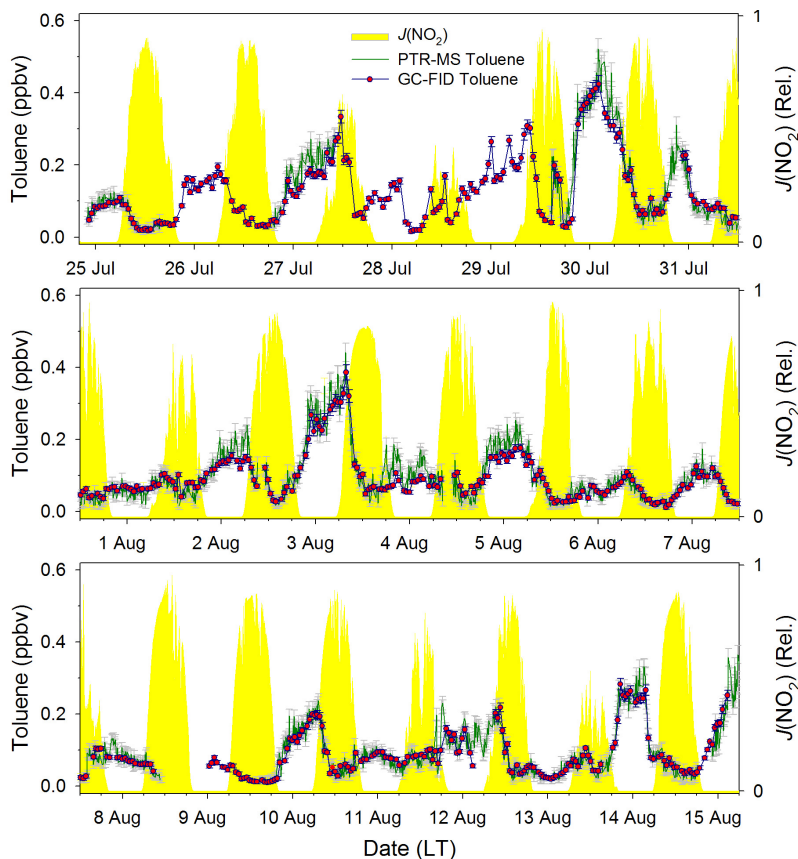 0.6
0.4
0.2
0.0
Toluene (ppbv)
J(NO₂)
PTR-MS Toluene
GC-FID Toluene
1
0
J(NO₂) (Rel.)
25 Jul 26 Jul 27 Jul 28 Jul 29 Jul 30 Jul 31 Jul
0.6
0.4
0.2
0.0
Toluene (ppbv)
1
0
J(NO₂) (Rel.)
1 Aug 2 Aug 3 Aug 4 Aug 5 Aug 6 Aug 7 Aug
0.6
0.4
0.2
0.0
Toluene (ppbv)
1
0
J(NO₂) (Rel.)
8 Aug 9 Aug 10 Aug 11 Aug 12 Aug 13 Aug 14 Aug 15 Aug
Date (LT)